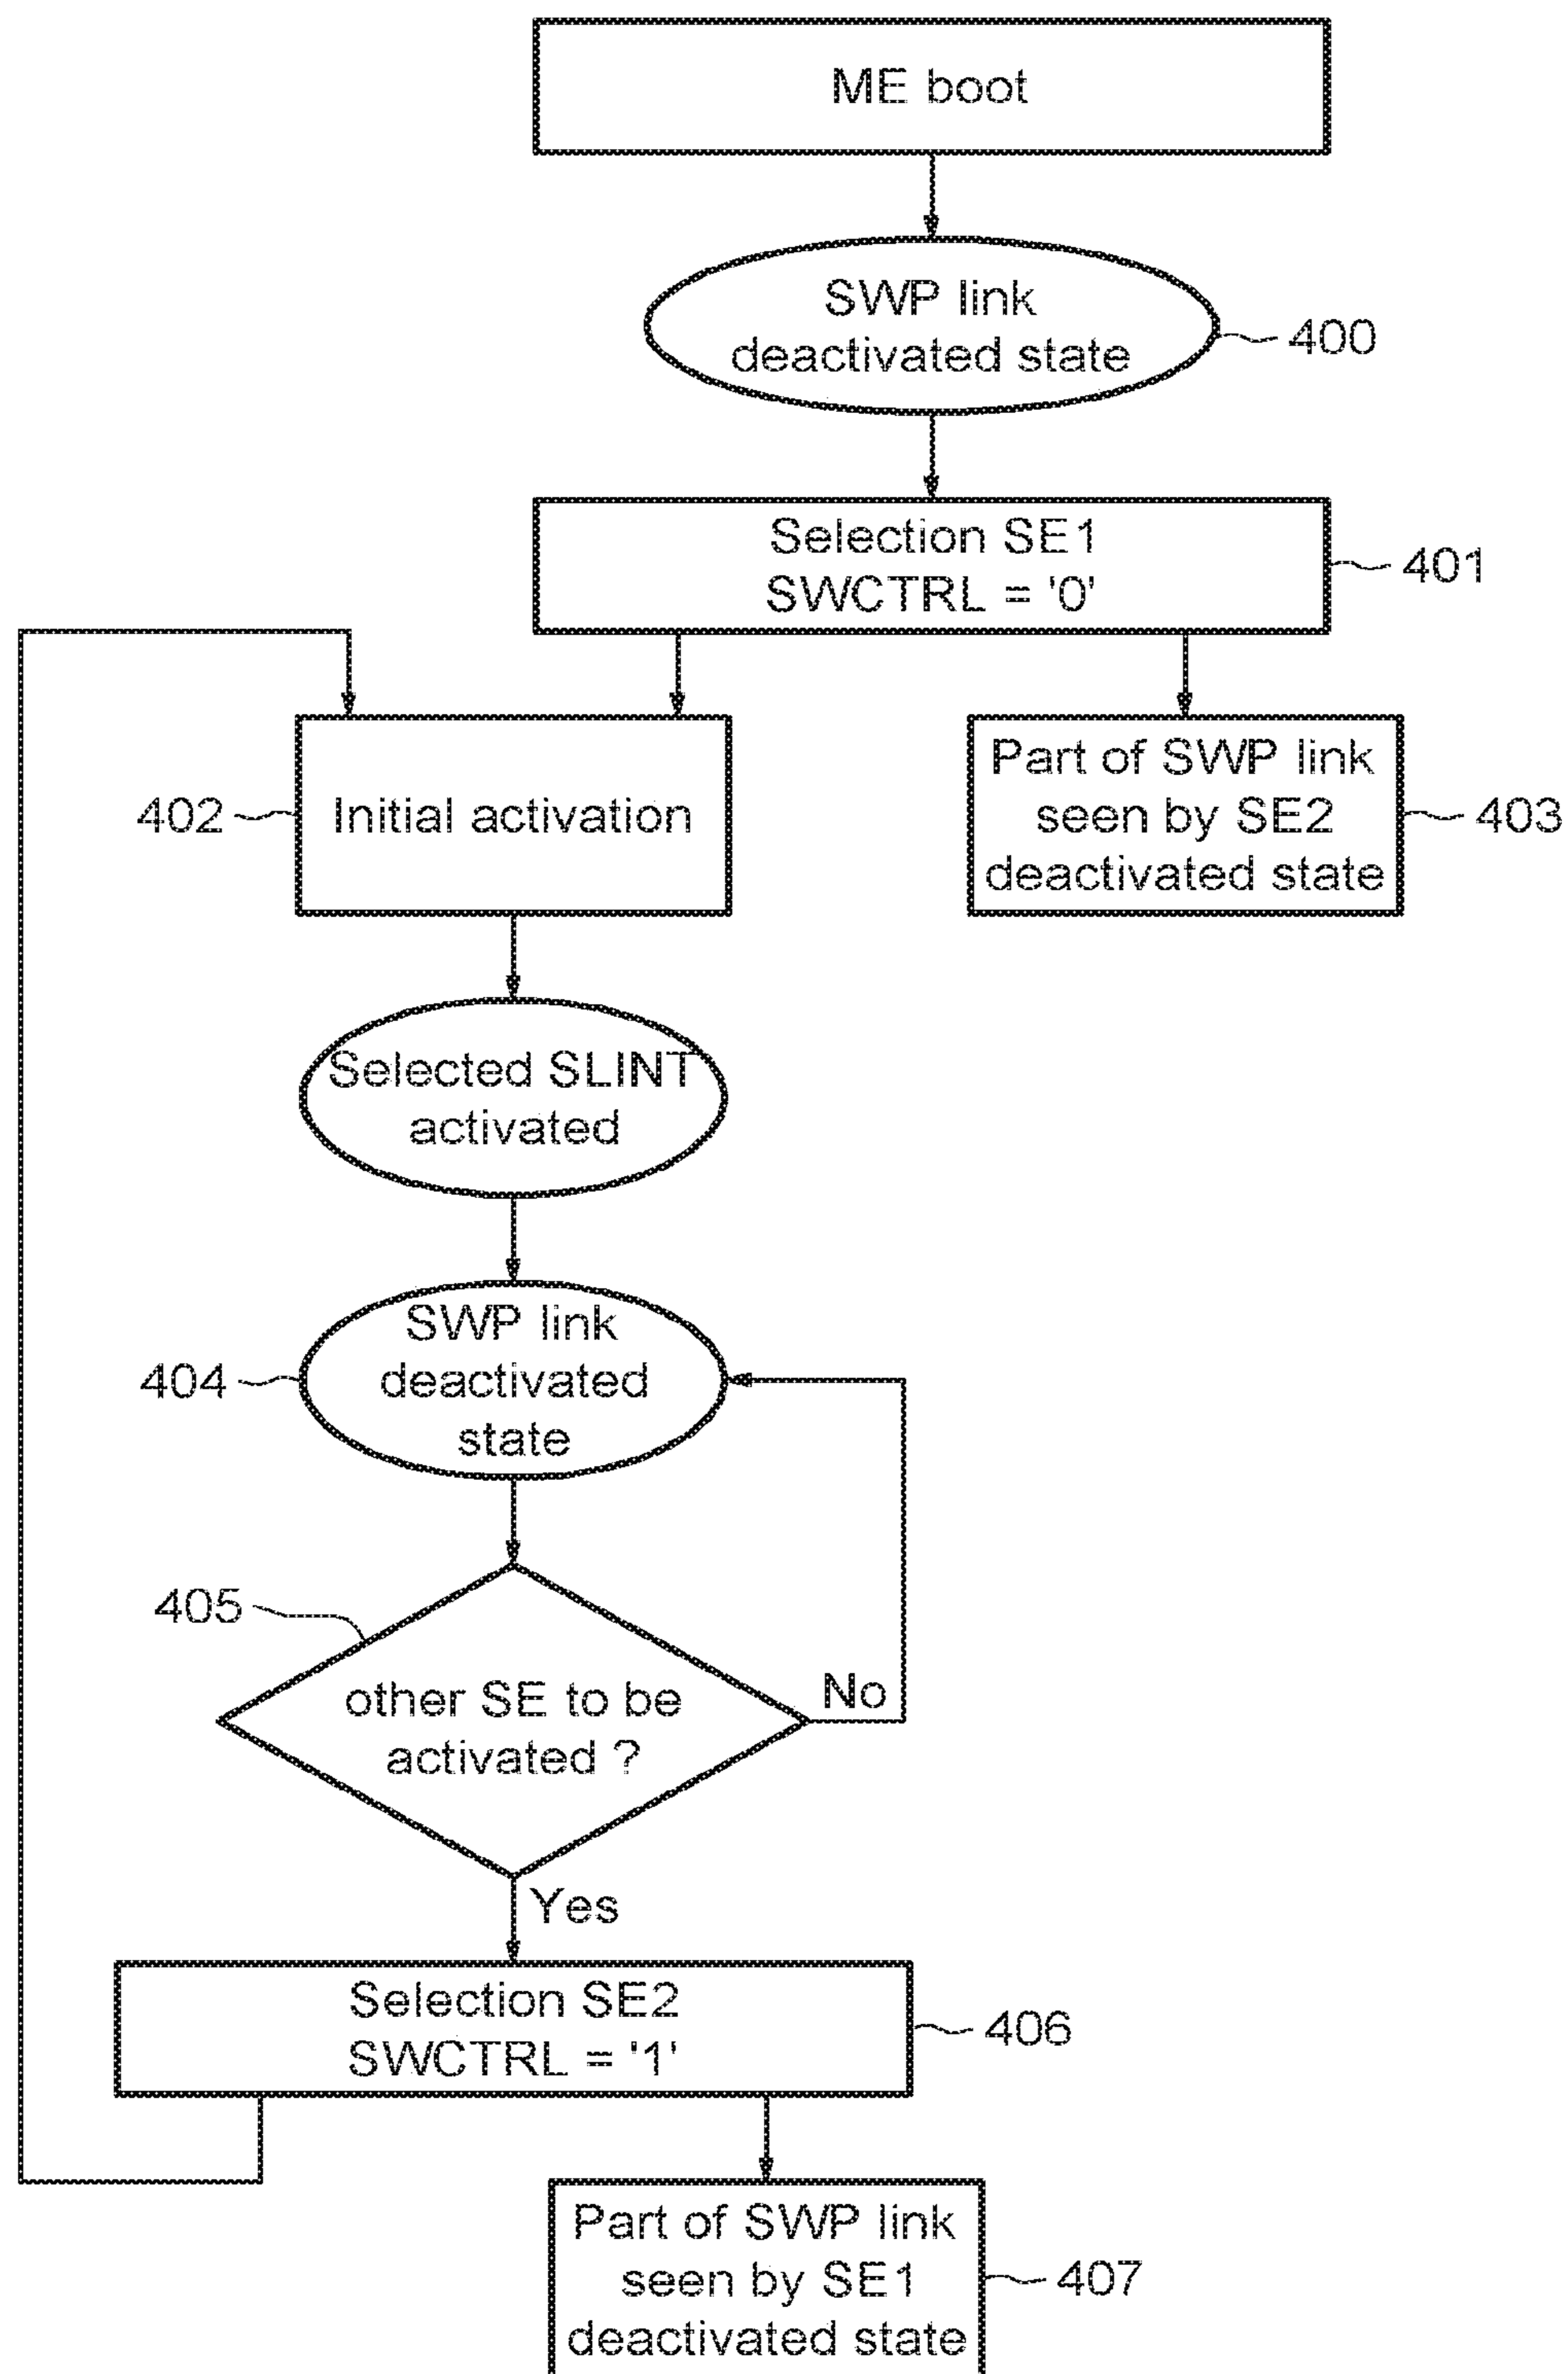 ME boot
SWP link
deactivated state
400
Selection SE1
SWCTRL = '0'
401
402
Initial activation
Part of SWP link
seen by SE2
deactivated state
403
Selected SLINT
activated
404
SWP link
deactivated
state
405
other SE to be
activated ?
No
Yes
Selection SE2
SWCTRL = '1'
406
Part of SWP link
seen by SE1
deactivated state
407